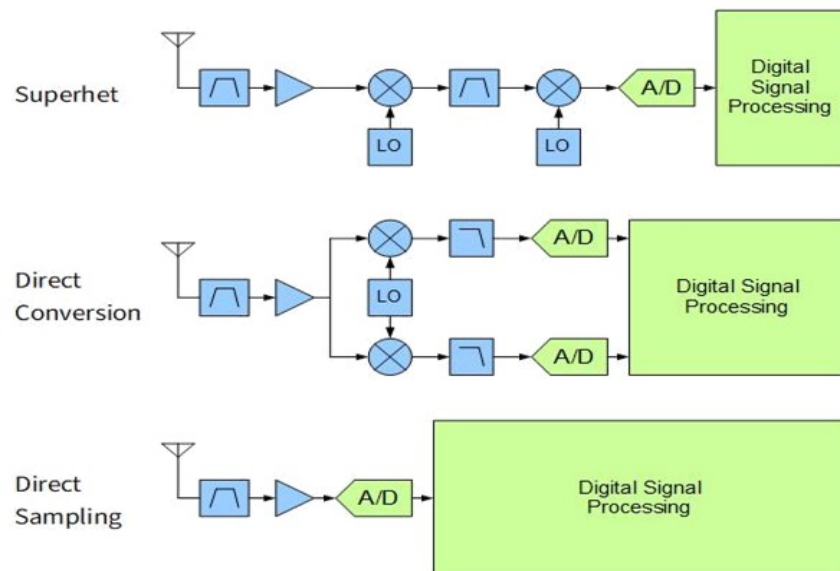 Superhet
LO
LO
A/D
Digital
Signal
Processing
Direct
Conversion
LO
A/D
A/D
Digital Signal
Processing
Direct
Sampling
A/D
Digital Signal
Processing